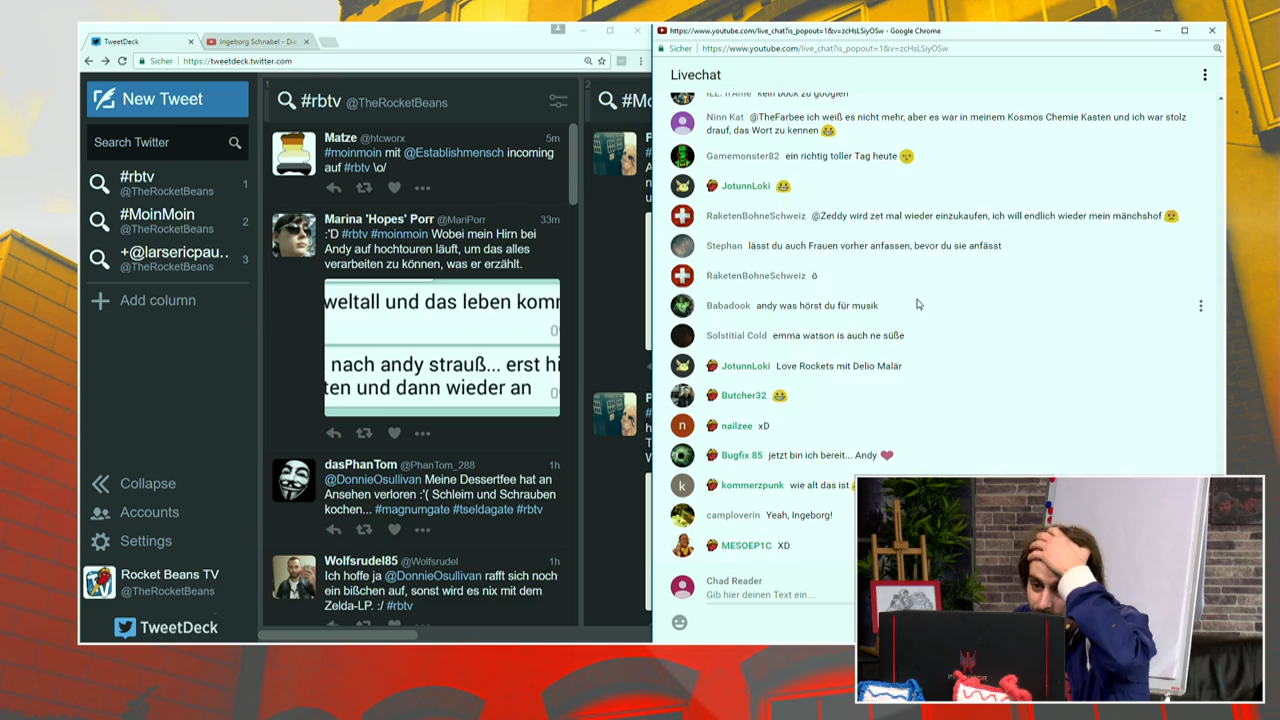 TweetDeck
Ingeborg Schnabel - Die
Sicher
https://tweetdeck.twitter.com
New Tweet
Search Twitter
#rbtv
@TheRocketBeans
1
#MoinMoin
@TheRocketBeans
2
+@larsericpau..
@TheRocketBeans
3
Add column
Collapse
Accounts
Settings
Rocket Beans TV
@TheRocketBeans
TweetDeck
1
#rbtv @TheRocketBeans
Matze @htcworx 5m
#moinmoin mit @Establishmensch incoming
auf #rbtv \o/
Marina 'Hopes' Porr @MariPorr 33m
:'D #rbtv #moinmoin Wobei mein Hirn bei
Andy auf hochtouren läuft, um das alles
verarbeiten zu können, was er erzählt.
weltall und das leben komm
nach andy strauß... erst hi
ten und dann wieder an
dasPhanTom @PhanTom_288 1h
@DonnieOsullivan Meine Dessertfee hat an
Ansehen verloren :'( Schleim und Schrauben
kochen... #magnumgate #tseldagate #rbtv
Wolfsrudel85 @Wolfsrudel 1h
Ich hoffe ja @DonnieOsullivan rafft sich noch
ein bißchen auf, sonst wird es nix mit dem
Zelda-LP. :/ #rbtv
2
#Mo
https://www.youtube.com/live_chat?is_popout=1&v=zcHsLSiyOSw - Google Chrome
Sicher
https://www.youtube.com/live_chat?is_popout=1&v=zcHsLSiyOSw
Livechat
kein bock zu googlen
Ninn Kat @TheFarbee ich weiß es nicht mehr, aber es war in meinem Kosmos Chemie Kasten und ich war stolz
drauf, das Wort zu kennen
Gamemonster82 ein richtig toller Tag heute
JotunnLoki
RaketenBohneSchweiz @Zeddy wird zet mal wieder einzukaufen, ich will endlich wieder mein mänchshof
Stephan lässt du auch Frauen vorher anfassen, bevor du sie anfässt
RaketenBohneSchweiz ö
Babadook andy was hörst du für musik
Solstitial Cold emma watson is auch ne süße
JotunnLoki Love Rockets mit Delio Malär
Butcher32
n
nailzee xD
Bugfix 85 jetzt bin ich bereit... Andy ❤
k
kommerzpunk wie alt das ist
camploverin Yeah, Ingeborg!
MESOEP1C XD
Chad Reader
Gib hier deinen Text ein...